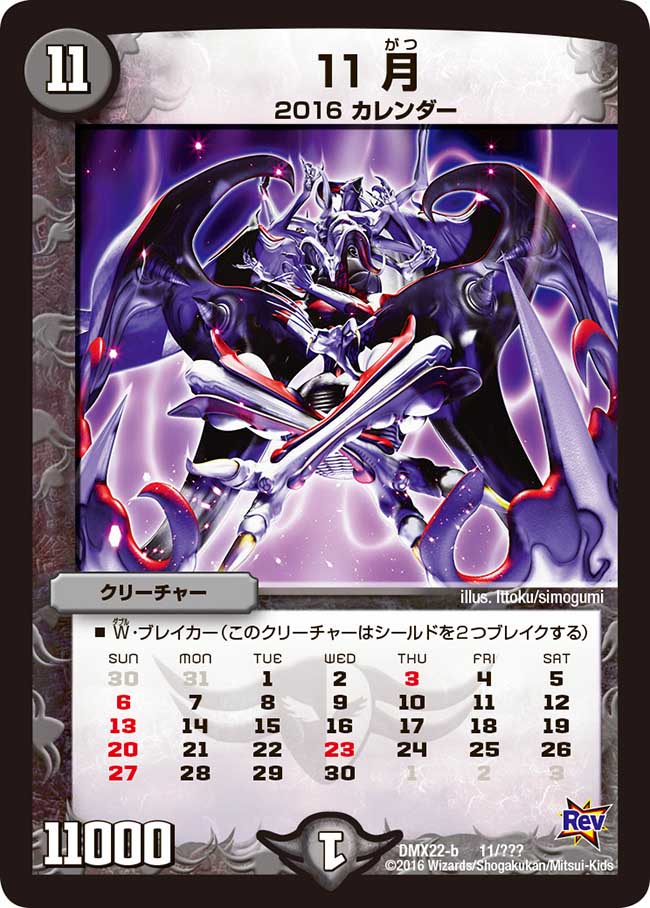 11
がつ
11 月
2016 カレンダー
クリーチャー
illus. Ittoku/simogumi
ダブル
■ W・ブレイカー（このクリーチャーはシールドを２つブレイクする）
SUN MON TUE WED THU FRI SAT
30 31 1 2 3 4 5
6 7 8 9 10 11 12
13 14 15 16 17 18 19
20 21 22 23 24 25 26
27 28 29 30 1 2 3
Rev
11000
1
DMX22-b 11/???
©2016 Wizards/Shogakukan/Mitsui-Kids